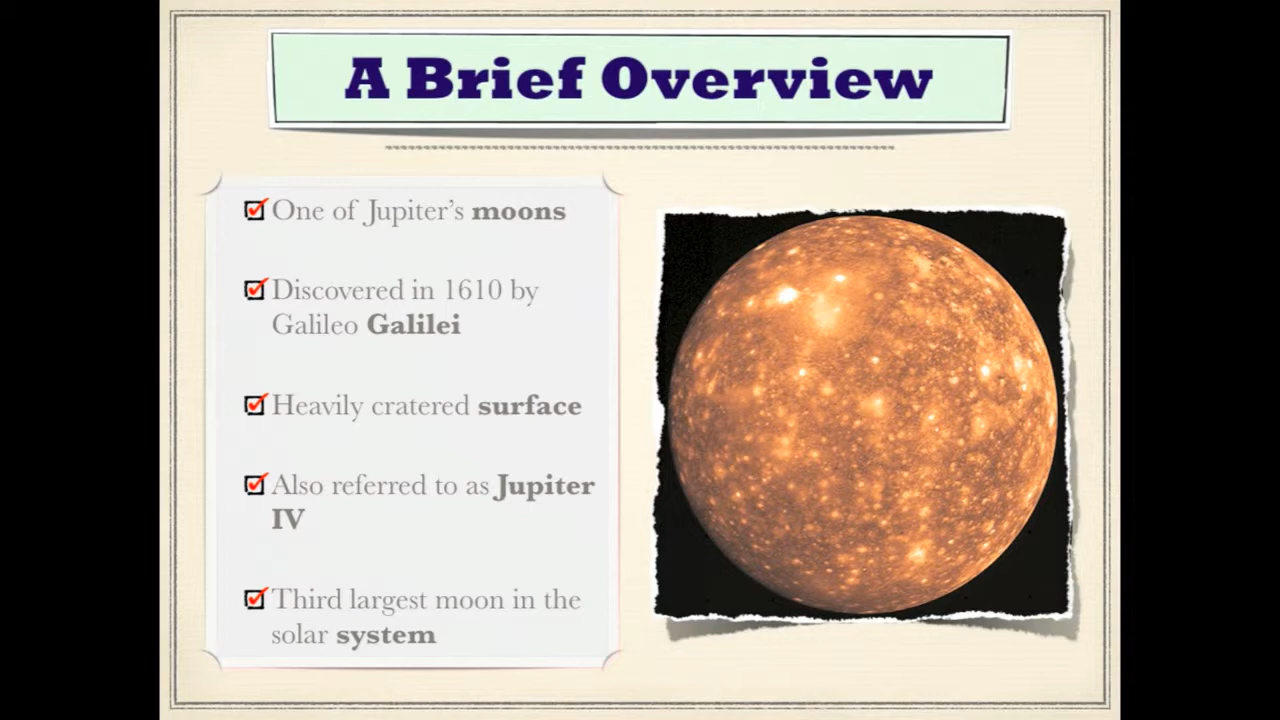 A Brief Overview
One of Jupiter's moons
Discovered in 1610 by
Galileo Galilei
Heavily cratered surface
Also referred to as Jupiter
IV
Third largest moon in the
solar system